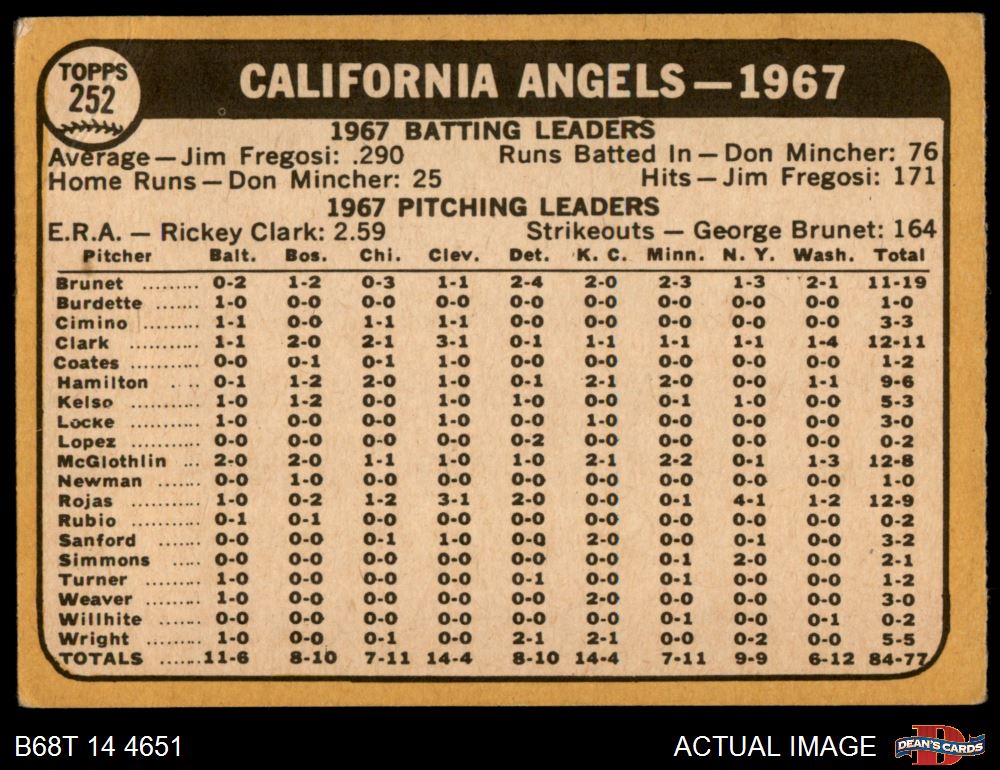 TOPPS
252
CALIFORNIA ANGELS—1967
1967 BATTING LEADERS
Average—Jim Fregosi: .290 Runs Batted In—Don Mincher: 76
Home Runs—Don Mincher: 25 Hits—Jim Fregosi: 171
1967 PITCHING LEADERS
E.R.A. — Rickey Clark: 2.59 Strikeouts — George Brunet: 164
Pitcher Balt. Bos. Chi. Clev. Det. K. C. Minn. N. Y. Wash. Total
Brunet ......... 0-2 1-2 0-3 1-1 2-4 2-0 2-3 1-3 2-1 11-19
Burdette ....... 1-0 0-0 0-0 0-0 0-0 0-0 0-0 0-0 0-0 1-0
Cimino ......... 1-1 0-0 1-1 1-1 0-0 0-0 0-0 0-0 0-0 3-3
Clark .......... 1-1 2-0 2-1 3-1 0-1 1-1 1-1 1-1 1-4 12-11
Coates ......... 0-0 0-1 0-1 1-0 0-0 0-0 0-0 0-0 0-0 1-2
Hamilton .... 0-1 1-2 2-0 1-0 0-1 2-1 2-0 0-0 1-1 9-6
Kelso .......... 1-0 1-2 0-0 1-0 1-0 0-0 0-1 1-0 0-0 5-3
Locke .......... 1-0 0-0 0-0 1-0 0-0 1-0 0-0 0-0 0-0 3-0
Lopez .......... 0-0 0-0 0-0 0-0 0-2 0-0 0-0 0-0 0-0 0-2
McGlothlin ... 2-0 2-0 1-1 1-0 1-0 2-1 2-2 0-1 1-3 12-8
Newman ........ 0-0 1-0 0-0 0-0 0-0 0-0 0-0 0-0 0-0 1-0
Rojas .......... 1-0 0-2 1-2 3-1 2-0 0-0 0-1 4-1 1-2 12-9
Rubio .......... 0-1 0-1 0-0 0-0 0-0 0-0 0-0 0-0 0-0 0-2
Sanford ...... 0-0 0-0 0-1 1-0 0-0 2-0 0-0 0-1 0-0 3-2
Simmons .... 0-0 0-0 0-0 0-0 0-0 0-0 0-1 2-0 0-0 2-1
Turner ......... 1-0 0-0 0-0 0-0 0-1 0-0 0-1 0-0 0-0 1-2
Weaver ........ 1-0 0-0 0-0 0-0 0-0 2-0 0-0 0-0 0-0 3-0
Willhite ....... 0-0 0-0 0-0 0-0 0-0 0-0 0-1 0-0 0-1 0-2
Wright ......... 1-0 0-0 0-1 0-0 2-1 2-1 0-0 0-2 0-0 5-5
TOTALS ......11-6 8-10 7-11 14-4 8-10 14-4 7-11 9-9 6-12 84-77
B68T 14 4651 ACTUAL IMAGE
D
DEAN'S CARDS